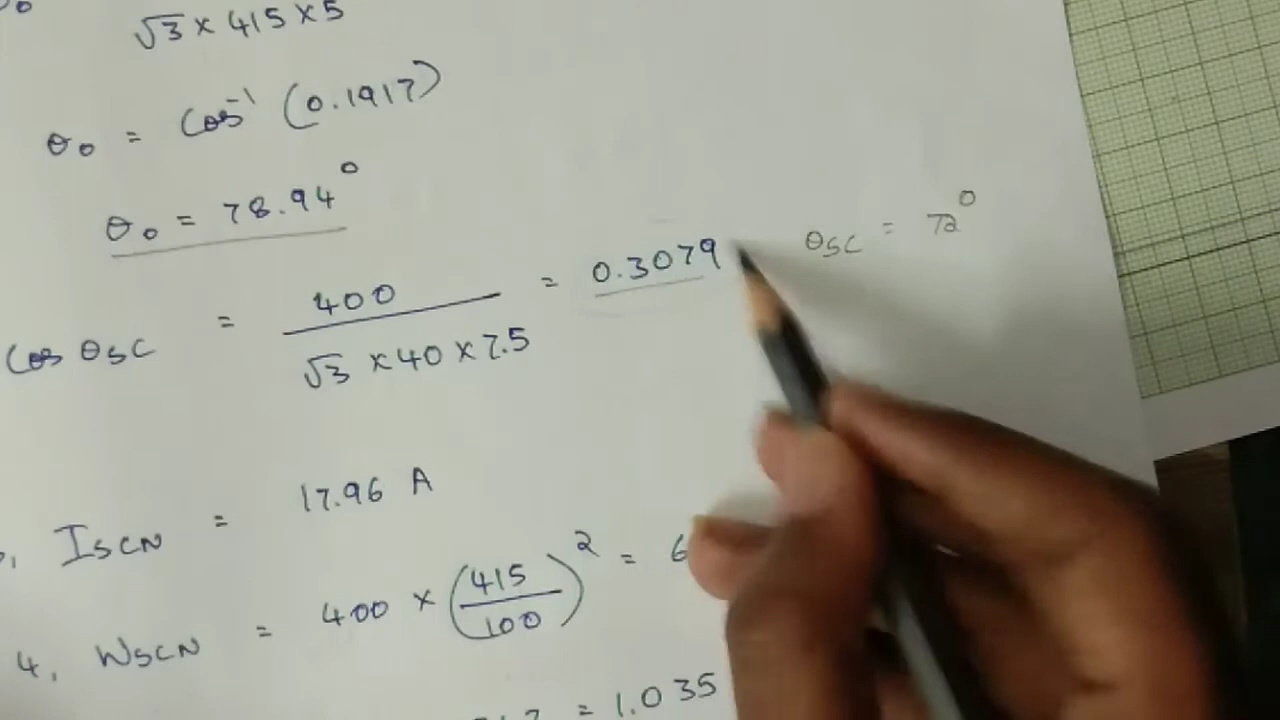 √3 × 415 × 5
θo = Cos⁻¹ (0.1917)
θo = 78.94°
Cos θsc = 400 / √3 × 40 × 7.5 = 0.3079 θsc = 72°
, IscN = 17.96 A
4, WscN = 400 × (415/100)² = 6
= 1.035